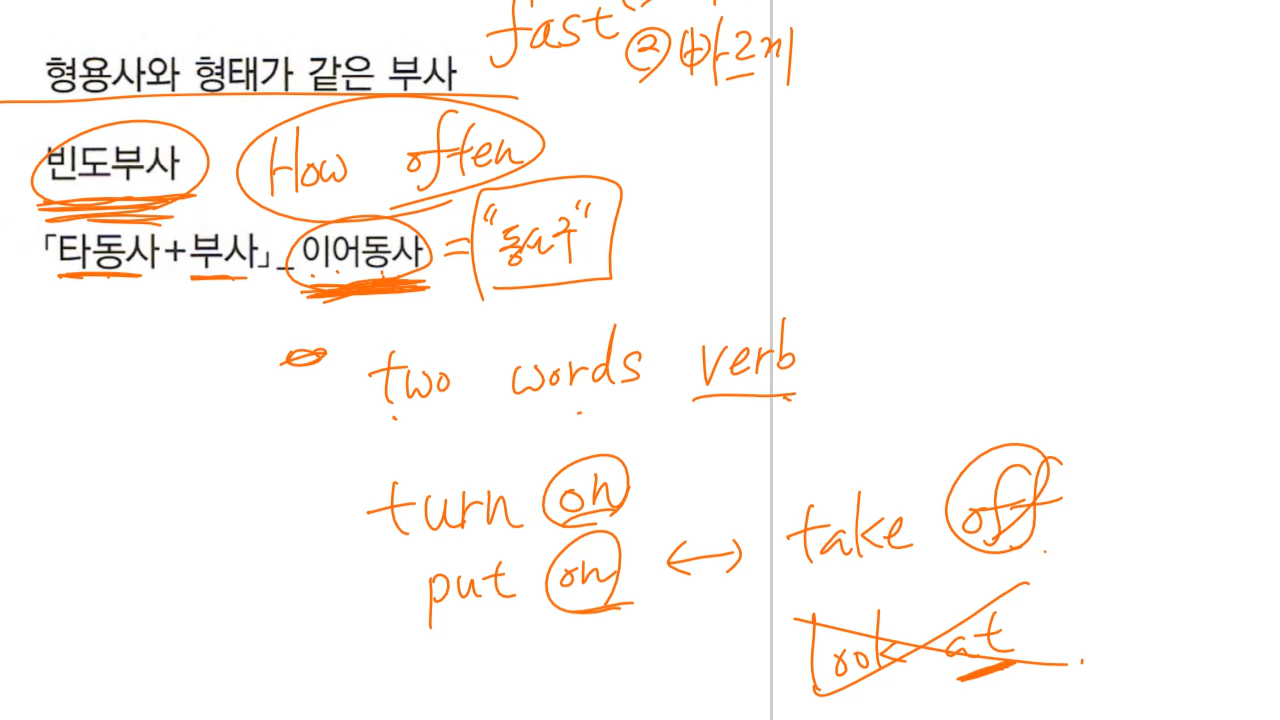 fast
② 빠르게
형용사와 형태가 같은 부사
빈도부사 How often
「타동사+부사」_이어동사 = "동사구"
two words verb
turn on
put on ↔ take off
look at